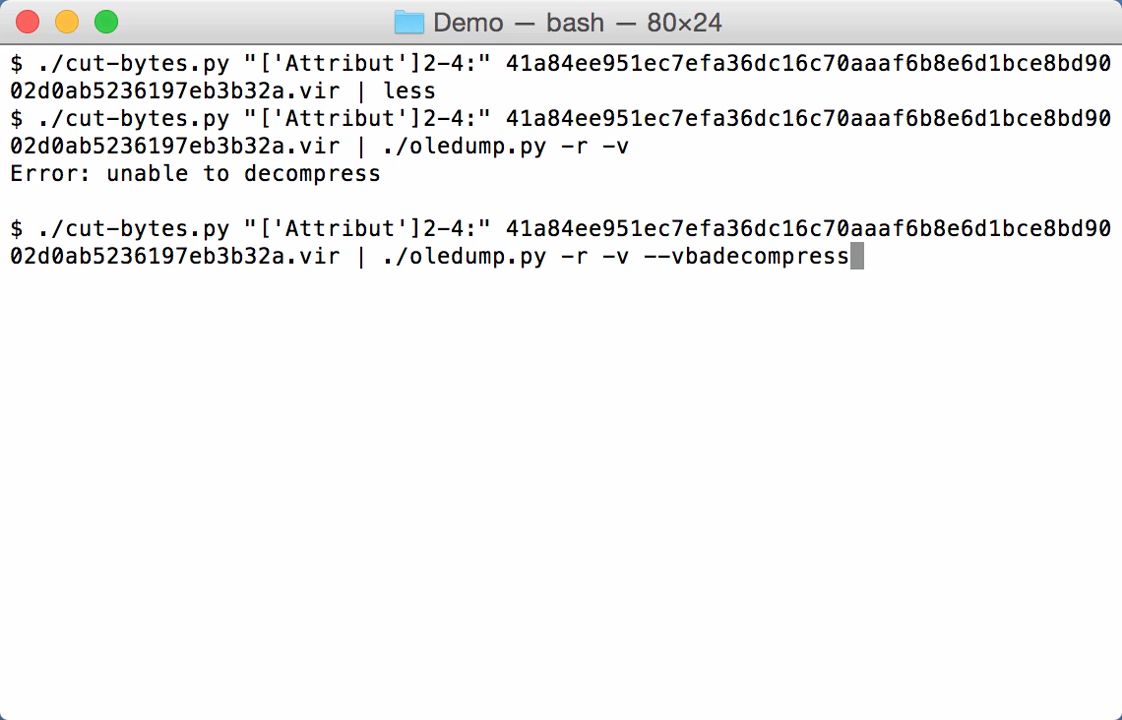 Demo — bash — 80×24
$ ./cut-bytes.py "['Attribut']2-4:" 41a84ee951ec7efa36dc16c70aaaf6b8e6d1bce8bd90
02d0ab5236197eb3b32a.vir | less
$ ./cut-bytes.py "['Attribut']2-4:" 41a84ee951ec7efa36dc16c70aaaf6b8e6d1bce8bd90
02d0ab5236197eb3b32a.vir | ./oledump.py -r -v
Error: unable to decompress
$ ./cut-bytes.py "['Attribut']2-4:" 41a84ee951ec7efa36dc16c70aaaf6b8e6d1bce8bd90
02d0ab5236197eb3b32a.vir | ./oledump.py -r -v --vbadecompress